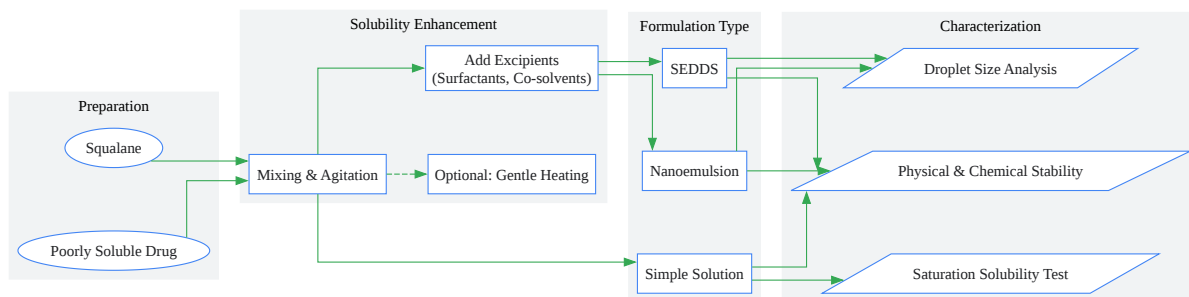 Preparation
Squalane
Poorly Soluble Drug
Solubility Enhancement
Add Excipients
(Surfactants, Co-solvents)
Mixing & Agitation
Optional: Gentle Heating
Formulation Type
SEDDS
Nanoemulsion
Simple Solution
Characterization
Droplet Size Analysis
Physical & Chemical Stability
Saturation Solubility Test